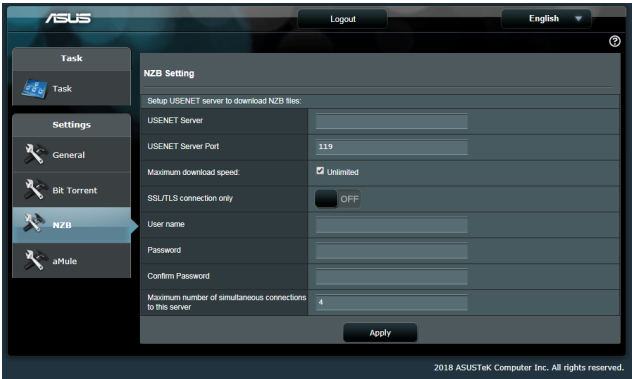 ASUS
Logout
English
Task
Task
Settings
General
Bit Torrent
NZB
aMule
NZB Setting
Setup USENET server to download NZB files:
USENET Server
USENET Server Port
119
Maximum download speed:
Unlimited
SSL/TLS connection only
OFF
User name
Password
Confirm Password
Maximum number of simultaneous connections
to this server
4
Apply
2018 ASUSTeK Computer Inc. All rights reserved.